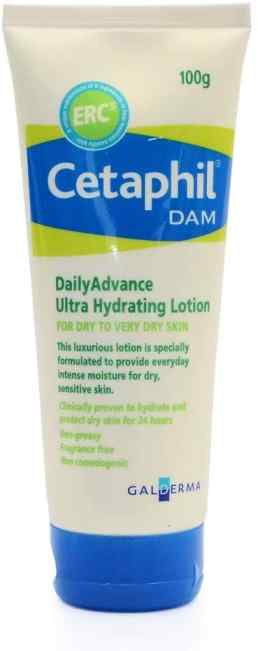 100g
ERC
Cetaphil®
DAM
DailyAdvance
Ultra Hydrating Lotion
FOR DRY TO VERY DRY SKIN
This luxurious lotion is specially
formulated to provide everyday
intense moisture for dry,
sensitive skin.
Clinically proven to hydrate and
protect dry skin for 24 hours
Non-greasy
Fragrance free
Non comedogenic
GALDERMA